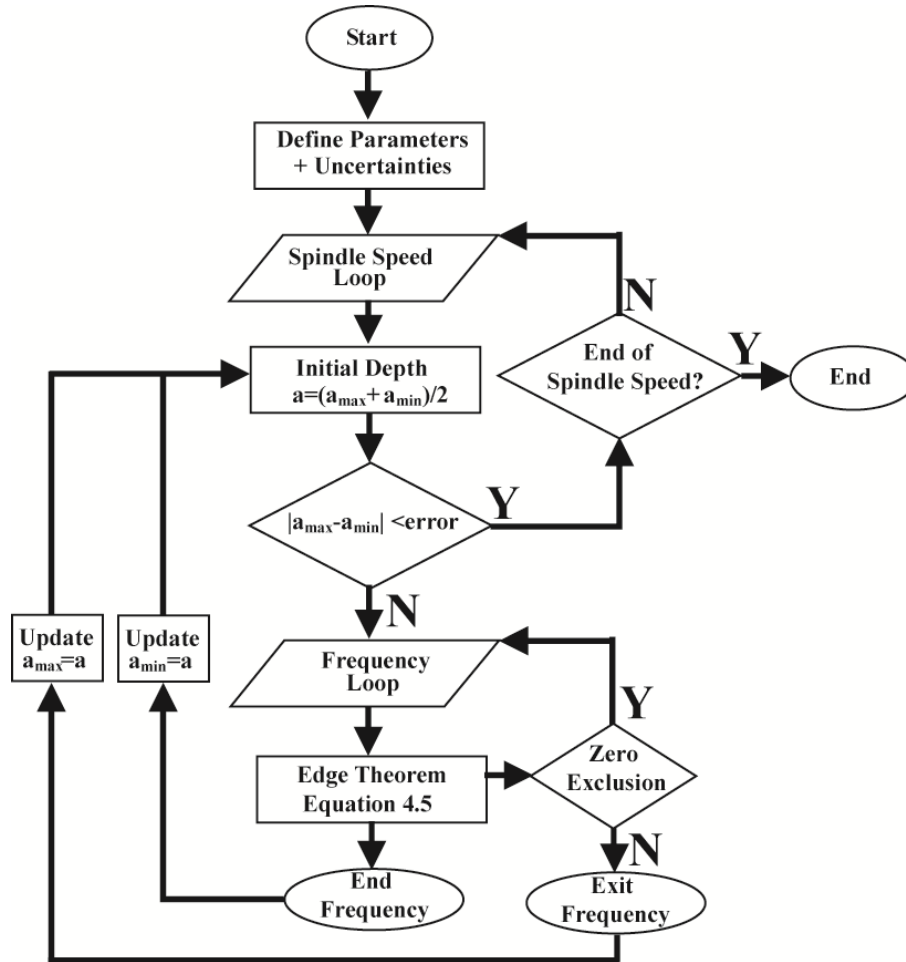 Start
Define Parameters
+ Uncertainties
Spindle Speed
Loop
N
End of
Spindle Speed?
Y
End
Initial Depth
a=(aₘₐₓ+aₘᵢₙ)/2
|aₘₐₓ-aₘᵢₙ| <error
Y
N
Update
aₘₐₓ=a
Update
aₘᵢₙ=a
Frequency
Loop
Y
Edge Theorem
Equation 4.5
Zero
Exclusion
N
End
Frequency
Exit
Frequency